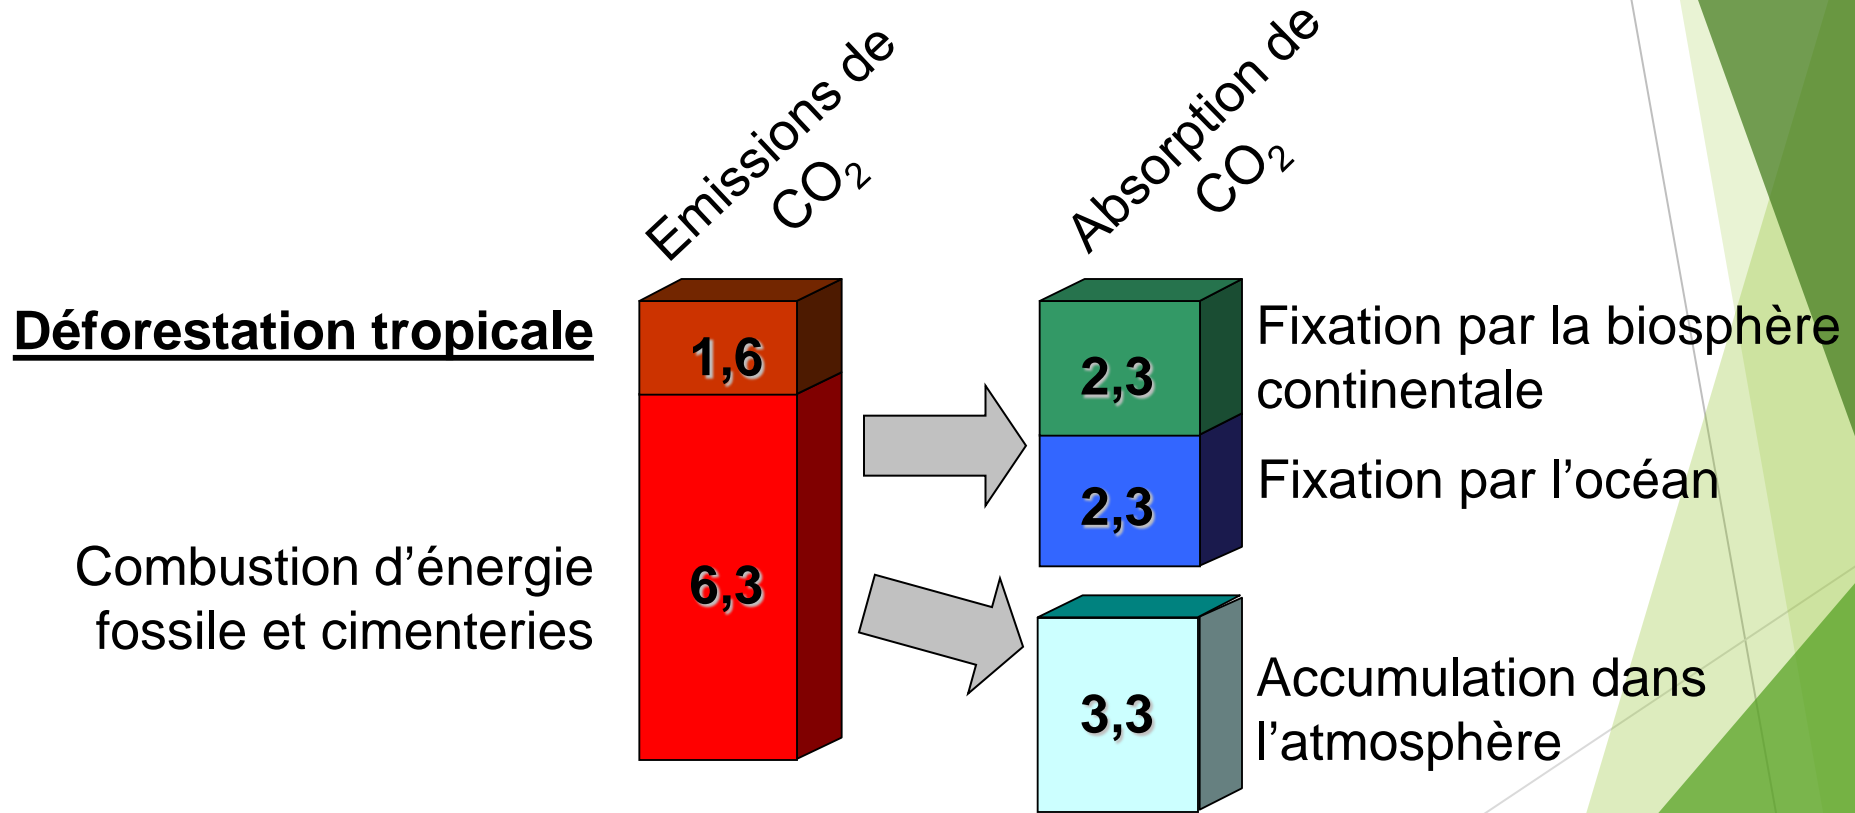 Emissions de
CO₂
Absorption de
CO₂
Déforestation tropicale
1,6
2,3
Fixation par la biosphère
continentale
2,3
Fixation par l’océan
Combustion d’énergie
fossile et cimenteries
6,3
3,3
Accumulation dans
l’atmosphère